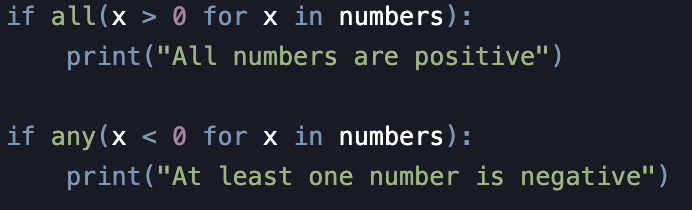 if all(x > 0 for x in numbers):
    print("All numbers are positive")

if any(x < 0 for x in numbers):
    print("At least one number is negative")